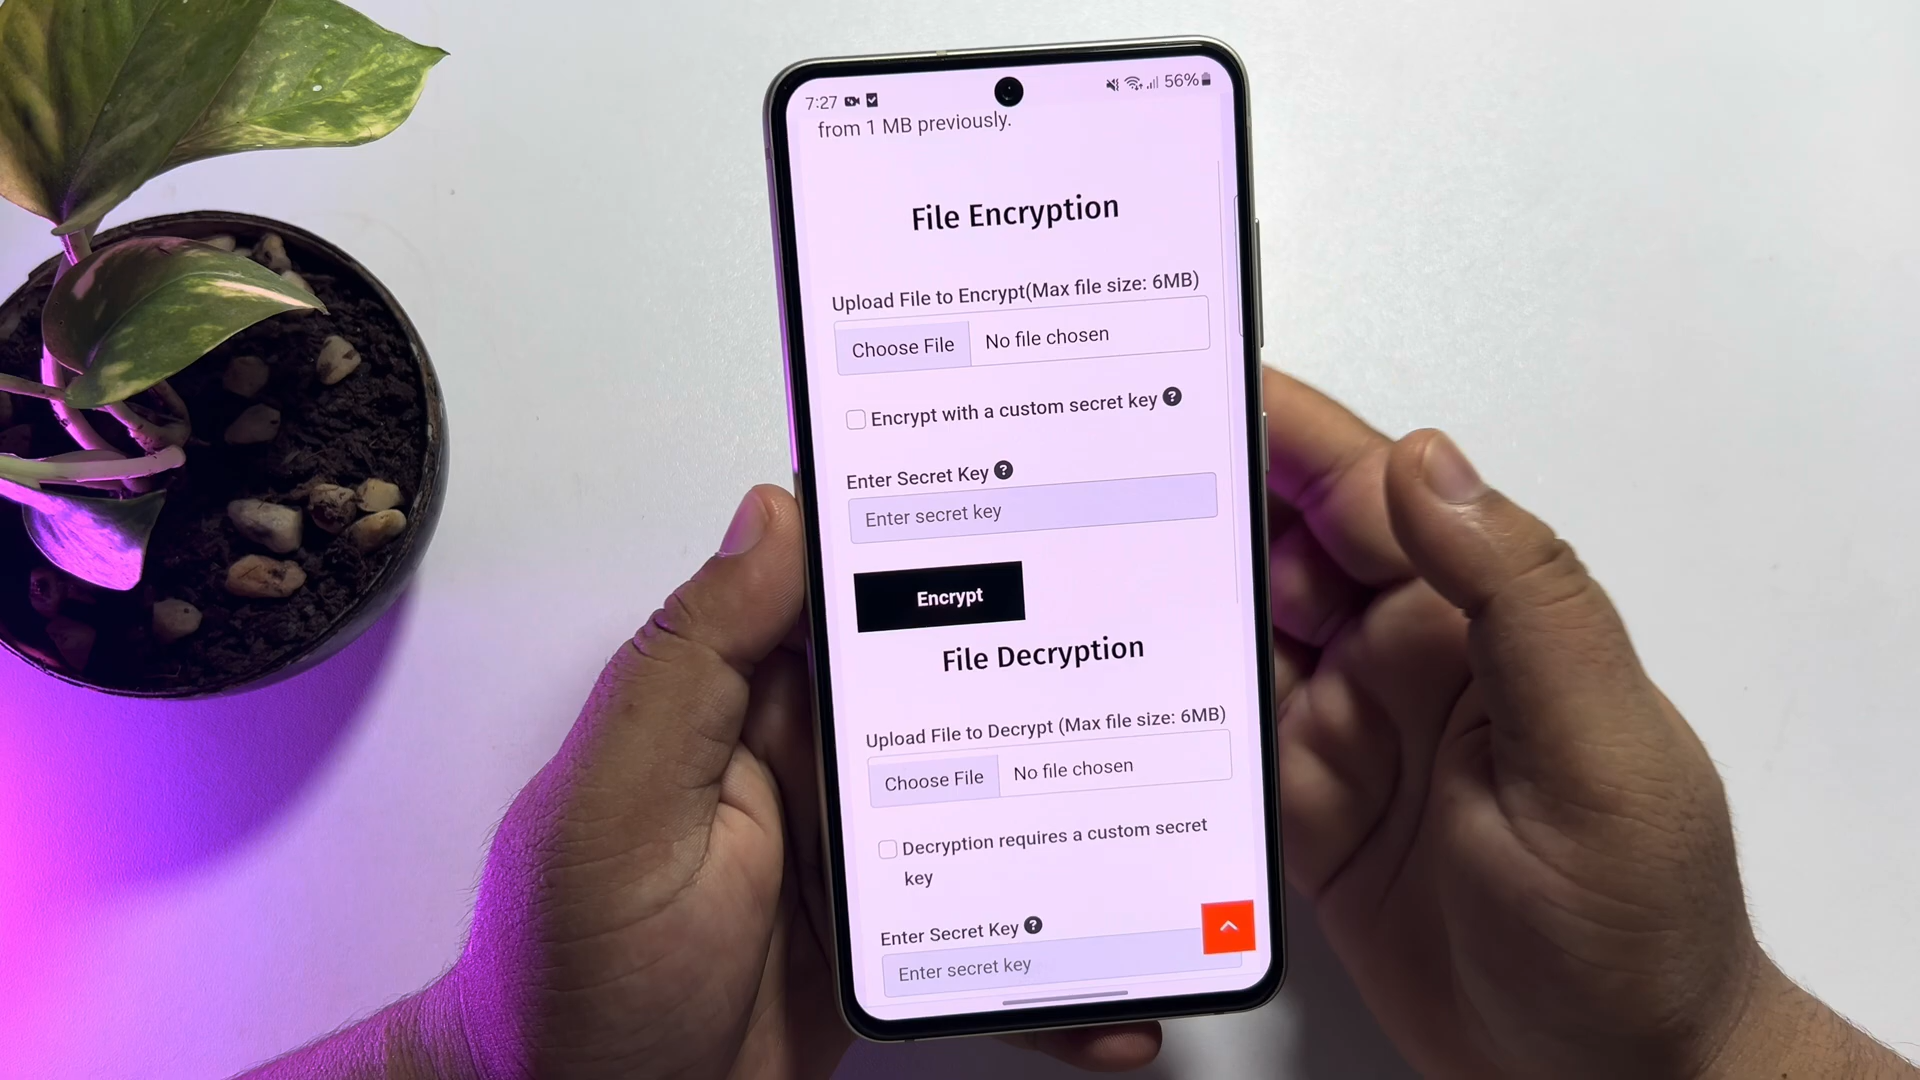 7:27 56%
from 1 MB previously.
File Encryption
Upload File to Encrypt(Max file size: 6MB)
Choose File No file chosen
Encrypt with a custom secret key ?
Enter Secret Key ?
Enter secret key
Encrypt
File Decryption
Upload File to Decrypt (Max file size: 6MB)
Choose File No file chosen
Decryption requires a custom secret
key
Enter Secret Key ?
Enter secret key